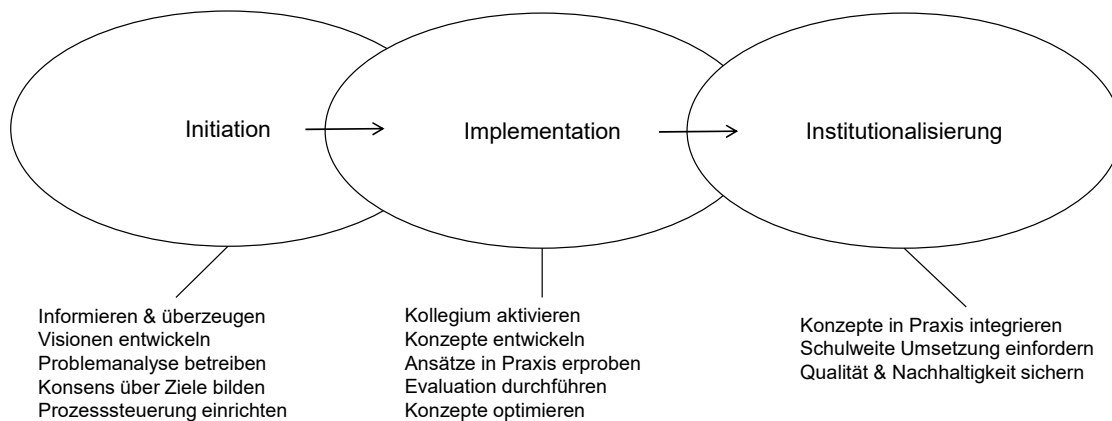 Initiation
Implementation
Institutionalisierung
Informieren & überzeugen
Visionen entwickeln
Problemanalyse betreiben
Konsens über Ziele bilden
Prozesssteuerung einrichten
Kollegium aktivieren
Konzepte entwickeln
Ansätze in Praxis erproben
Evaluation durchführen
Konzepte optimieren
Konzepte in Praxis integrieren
Schulweite Umsetzung einfordern
Qualität & Nachhaltigkeit sichern